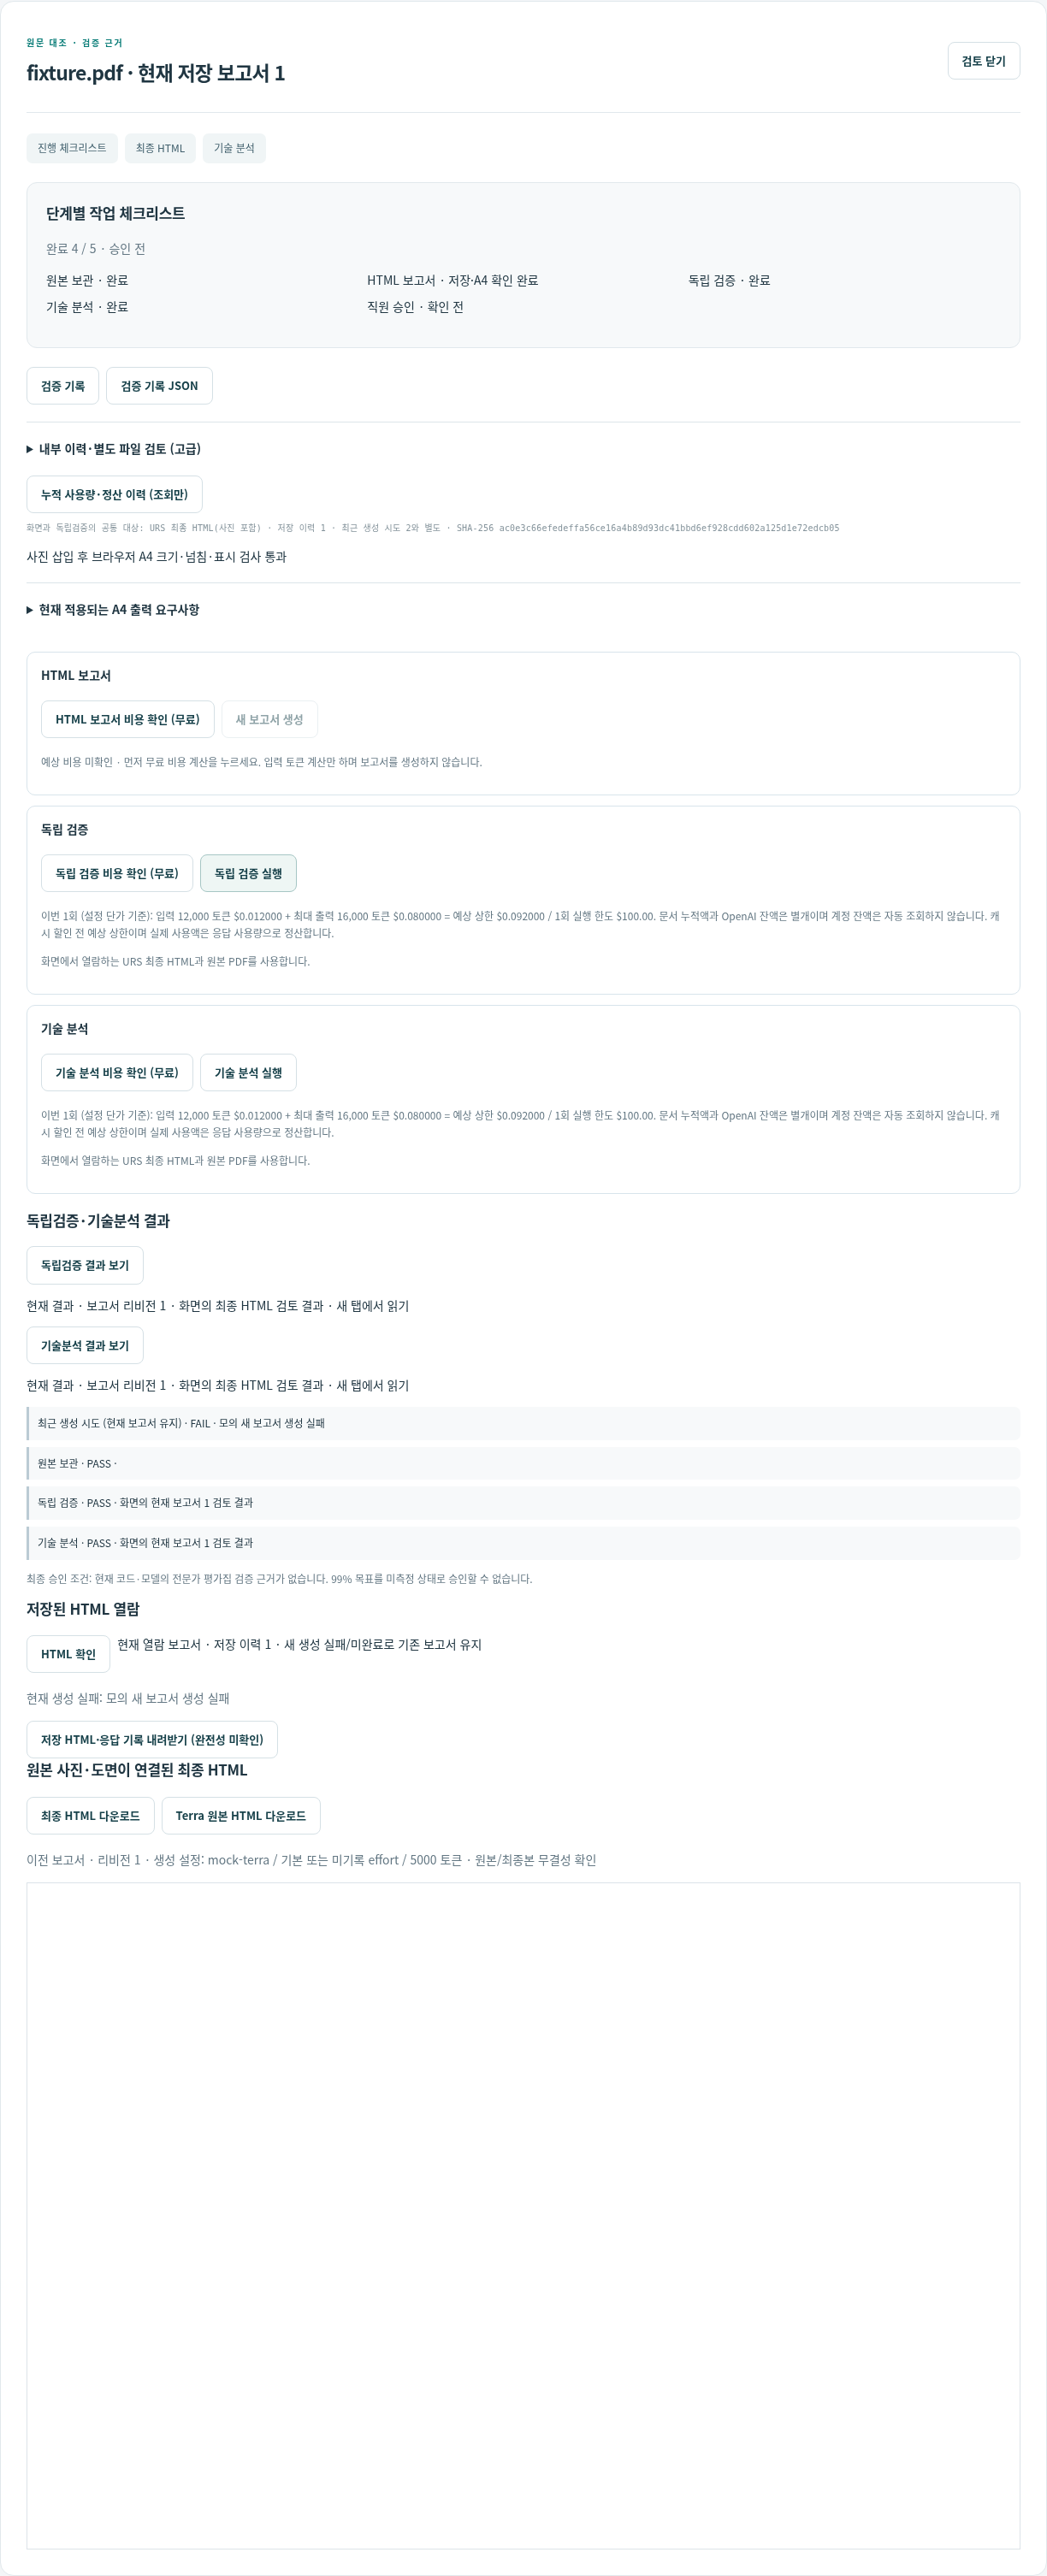 원문 대조 · 검증 근거
fixture.pdf · 현재 저장 보고서 1
검토 닫기
진행 체크리스트
최종 HTML
기술 분석
단계별 작업 체크리스트
완료 4 / 5 · 승인 전
원본 보관 · 완료
HTML 보고서 · 저장·A4 확인 완료
독립 검증 · 완료
기술 분석 · 완료
직원 승인 · 확인 전
검증 기록
검증 기록 JSON
▶ 내부 이력·별도 파일 검토 (고급)
누적 사용량·정산 이력 (조회만)
화면과 독립검증의 공통 대상: URS 최종 HTML(사진 포함) · 저장 이력 1 · 최근 생성 시도 2와 별도 · SHA-256 ac0e3c66efedeffa56ce16a4b89d93dc41bbd6ef928cdd602a125d1e72edcb05
사진 삽입 후 브라우저 A4 크기·넘침·표시 검사 통과
▶ 현재 적용되는 A4 출력 요구사항
HTML 보고서
HTML 보고서 비용 확인 (무료)
새 보고서 생성
예상 비용 미확인 · 먼저 무료 비용 계산을 누르세요. 입력 토큰 계산만 하며 보고서를 생성하지 않습니다.
독립 검증
독립 검증 비용 확인 (무료)
독립 검증 실행
이번 1회 (설정 단가 기준): 입력 12,000 토큰 $0.012000 + 최대 출력 16,000 토큰 $0.080000 = 예상 상한 $0.092000 / 1회 실행 한도 $100.00. 문서 누적액과 OpenAI 잔액은 별개이며 계정 잔액은 자동 조회하지 않습니다. 캐
시 할인 전 예상 상한이며 실제 사용액은 응답 사용량으로 정산합니다.
화면에서 열람하는 URS 최종 HTML과 원본 PDF를 사용합니다.
기술 분석
기술 분석 비용 확인 (무료)
기술 분석 실행
이번 1회 (설정 단가 기준): 입력 12,000 토큰 $0.012000 + 최대 출력 16,000 토큰 $0.080000 = 예상 상한 $0.092000 / 1회 실행 한도 $100.00. 문서 누적액과 OpenAI 잔액은 별개이며 계정 잔액은 자동 조회하지 않습니다. 캐
시 할인 전 예상 상한이며 실제 사용액은 응답 사용량으로 정산합니다.
화면에서 열람하는 URS 최종 HTML과 원본 PDF를 사용합니다.
독립검증·기술분석 결과
독립검증 결과 보기
현재 결과 · 보고서 리비전 1 · 화면의 최종 HTML 검토 결과 · 새 탭에서 읽기
기술분석 결과 보기
현재 결과 · 보고서 리비전 1 · 화면의 최종 HTML 검토 결과 · 새 탭에서 읽기
최근 생성 시도 (현재 보고서 유지) · FAIL · 모의 새 보고서 생성 실패
원본 보관 · PASS ·
독립 검증 · PASS · 화면의 현재 보고서 1 검토 결과
기술 분석 · PASS · 화면의 현재 보고서 1 검토 결과
최종 승인 조건: 현재 코드·모델의 전문가 평가집 검증 근거가 없습니다. 99% 목표를 미측정 상태로 승인할 수 없습니다.
저장된 HTML 열람
HTML 확인
현재 열람 보고서 · 저장 이력 1 · 새 생성 실패/미완료로 기존 보고서 유지
현재 생성 실패: 모의 새 보고서 생성 실패
저장 HTML·응답 기록 내려받기 (완전성 미확인)
원본 사진·도면이 연결된 최종 HTML
최종 HTML 다운로드
Terra 원본 HTML 다운로드
이전 보고서 · 리비전 1 · 생성 설정: mock-terra / 기본 또는 미기록 effort / 5000 토큰 · 원본/최종본 무결성 확인